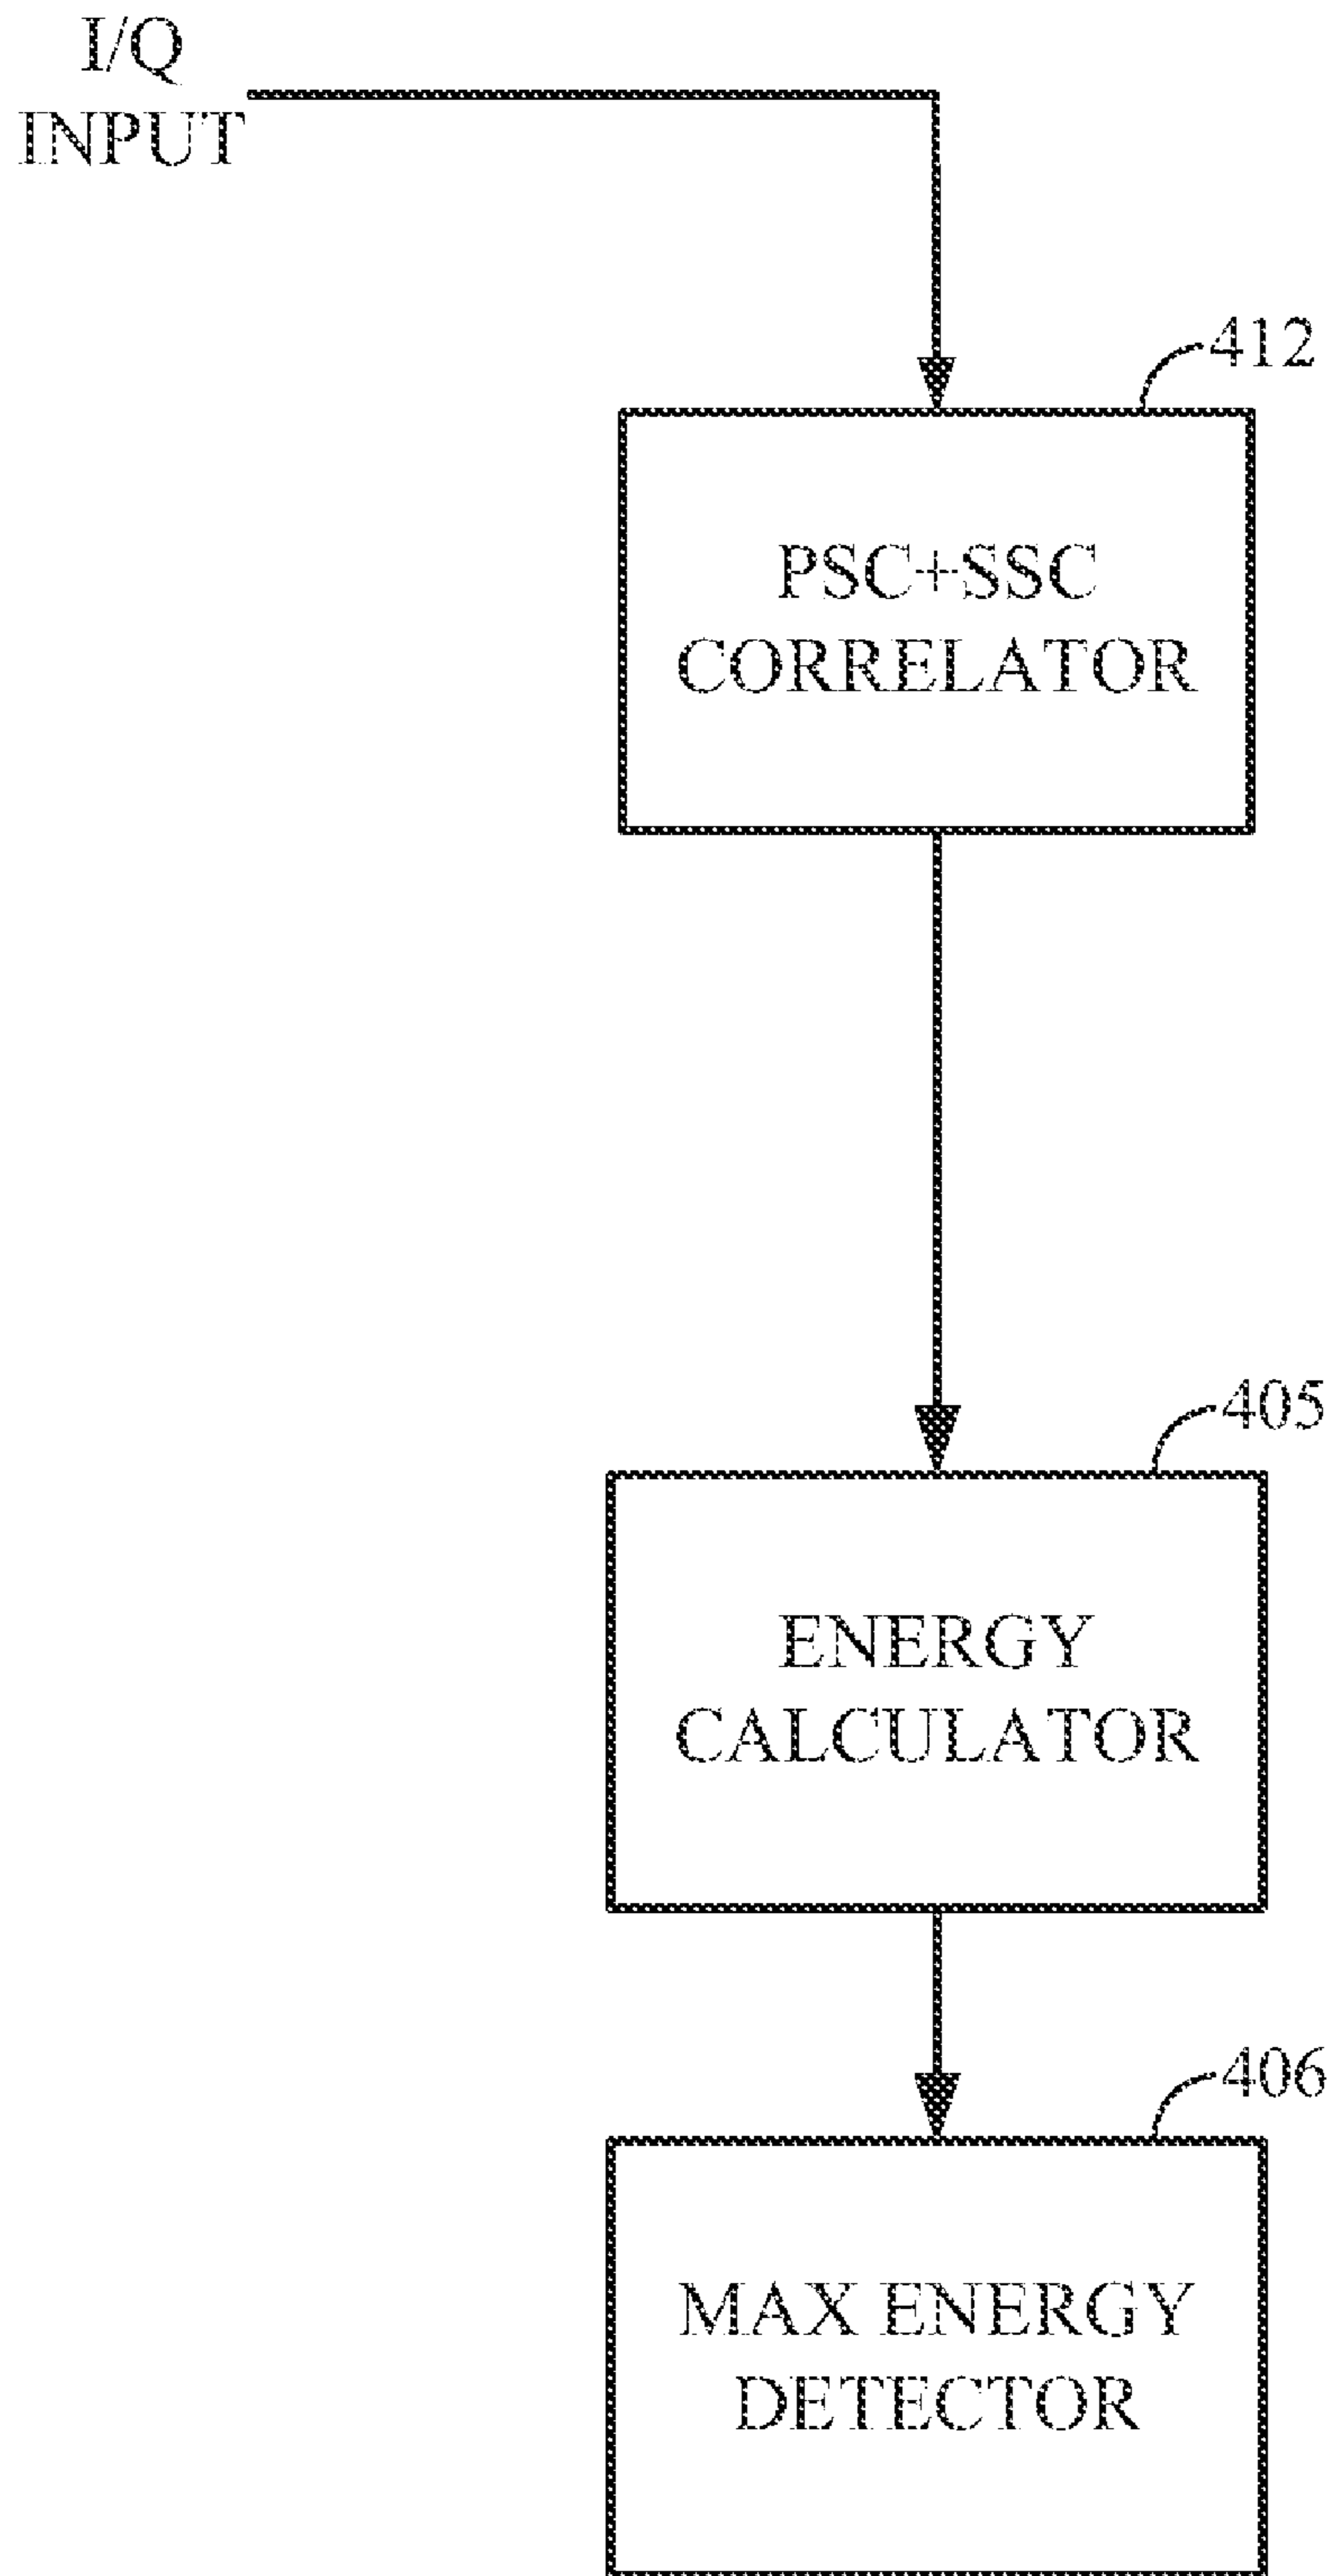 I/Q
INPUT
412
PSC+SSC
CORRELATOR
405
ENERGY
CALCULATOR
406
MAX ENERGY
DETECTOR